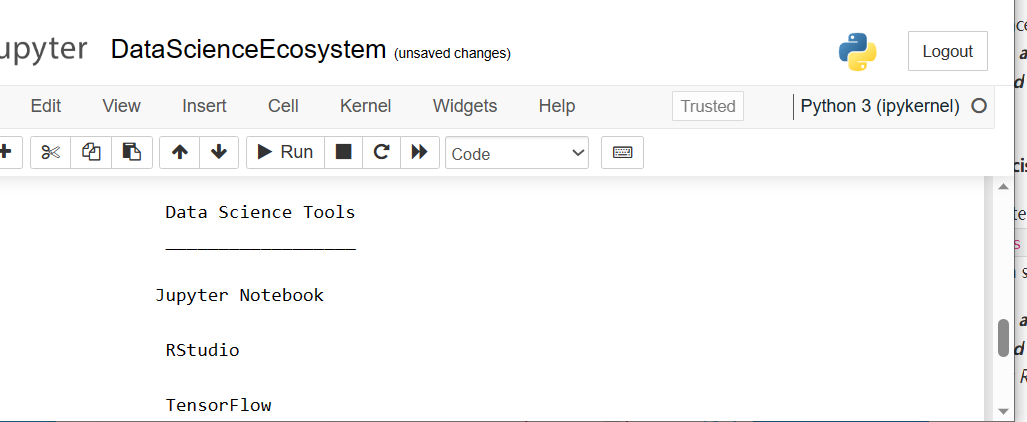 upyter DataScienceEcosystem (unsaved changes)
Logout
Edit View Insert Cell Kernel Widgets Help Trusted Python 3 (ipykernel)
Run Code
Data Science Tools
__________________
Jupyter Notebook
RStudio
TensorFlow